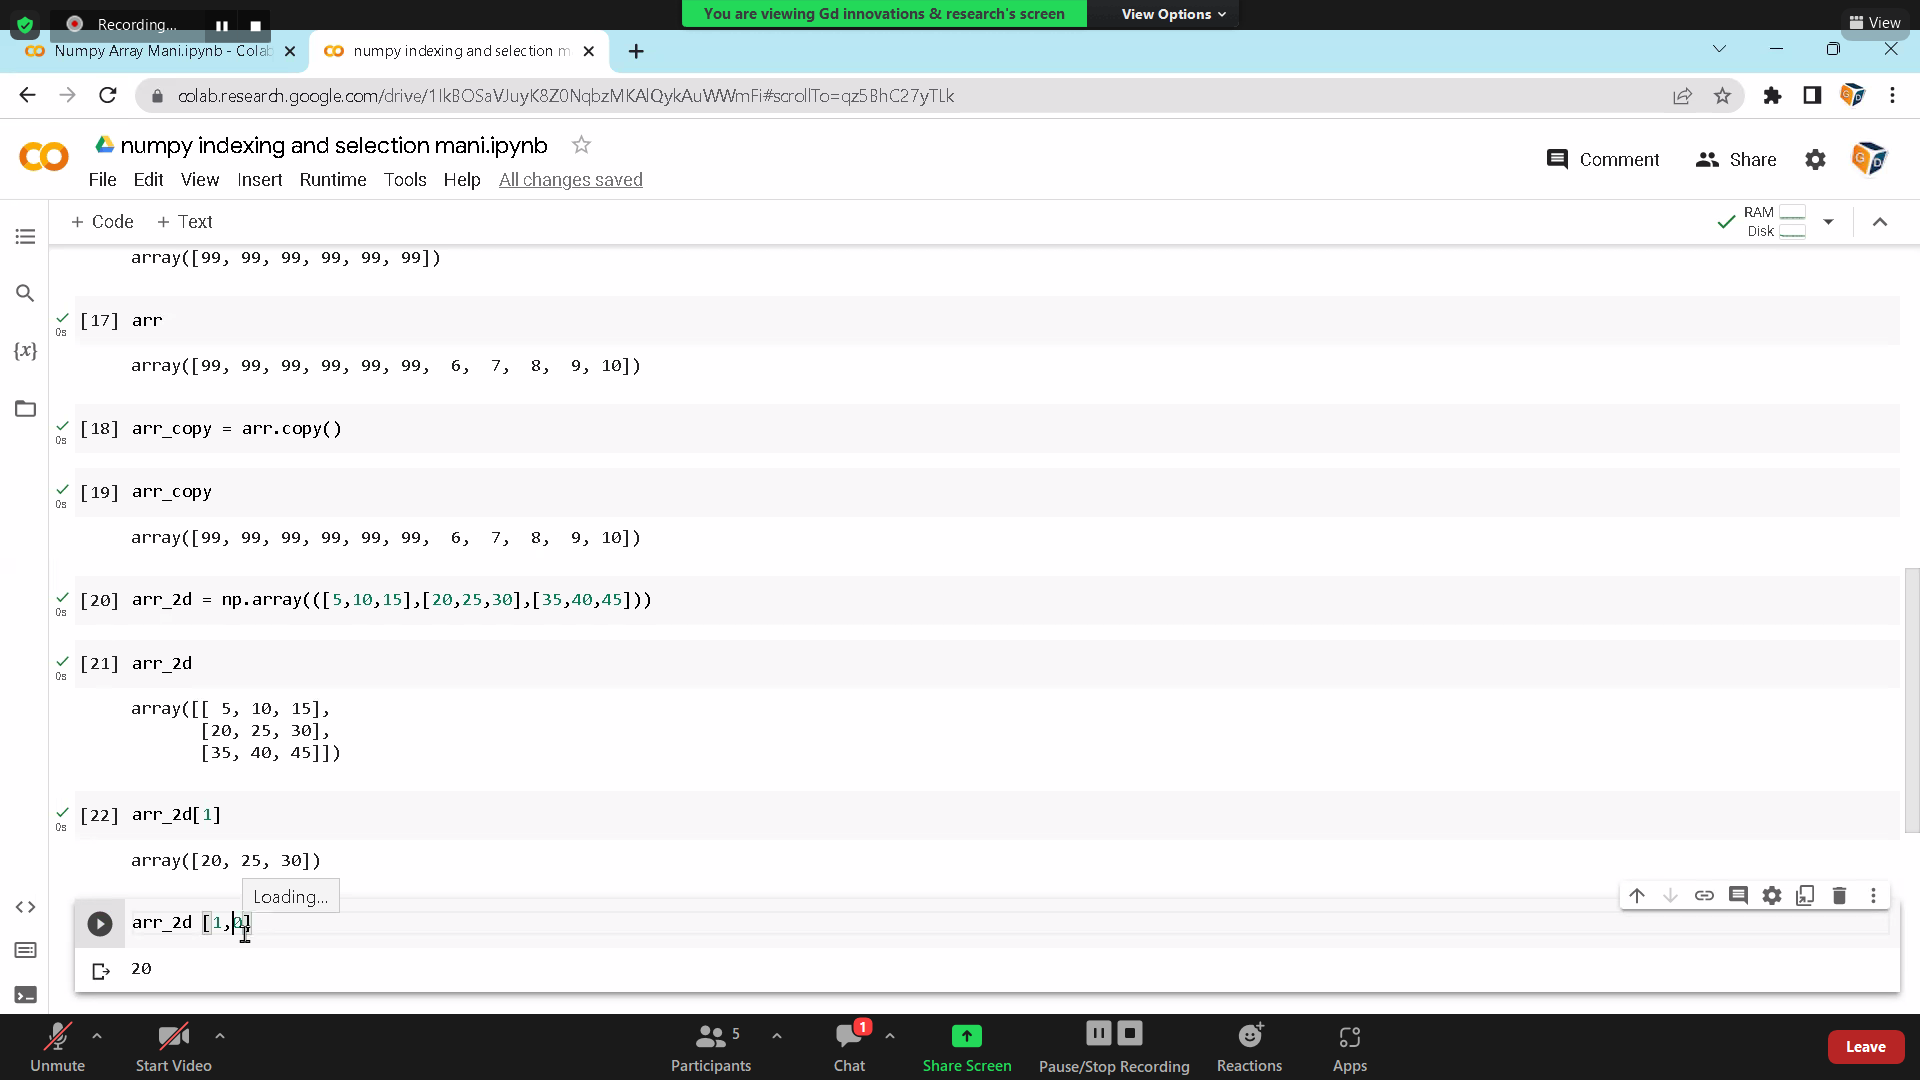 Recording...
You are viewing Gd innovations & research's screen
View Options
View
Numpy Array Mani.ipynb - Colab
numpy indexing and selection m
colab.research.google.com/drive/1IkBOSaVJuyK8Z0NqbzMKAlQykAuWWmFi#scrollTo=qz5BhC27yTLk
numpy indexing and selection mani.ipynb
Comment
Share
File Edit View Insert Runtime Tools Help All changes saved
+ Code + Text
RAM
Disk
array([99, 99, 99, 99, 99, 99])
0s [17] arr
array([99, 99, 99, 99, 99, 99,  6,  7,  8,  9, 10])
0s [18] arr_copy = arr.copy()
0s [19] arr_copy
array([99, 99, 99, 99, 99, 99,  6,  7,  8,  9, 10])
0s [20] arr_2d = np.array(([5,10,15],[20,25,30],[35,40,45]))
0s [21] arr_2d
array([[ 5, 10, 15],
[20, 25, 30],
[35, 40, 45]])
0s [22] arr_2d[1]
array([20, 25, 30])
Loading...
arr_2d [1,0]
20
Unmute
Start Video
Participants 5
Chat 1
Share Screen
Pause/Stop Recording
Reactions
Apps
Leave